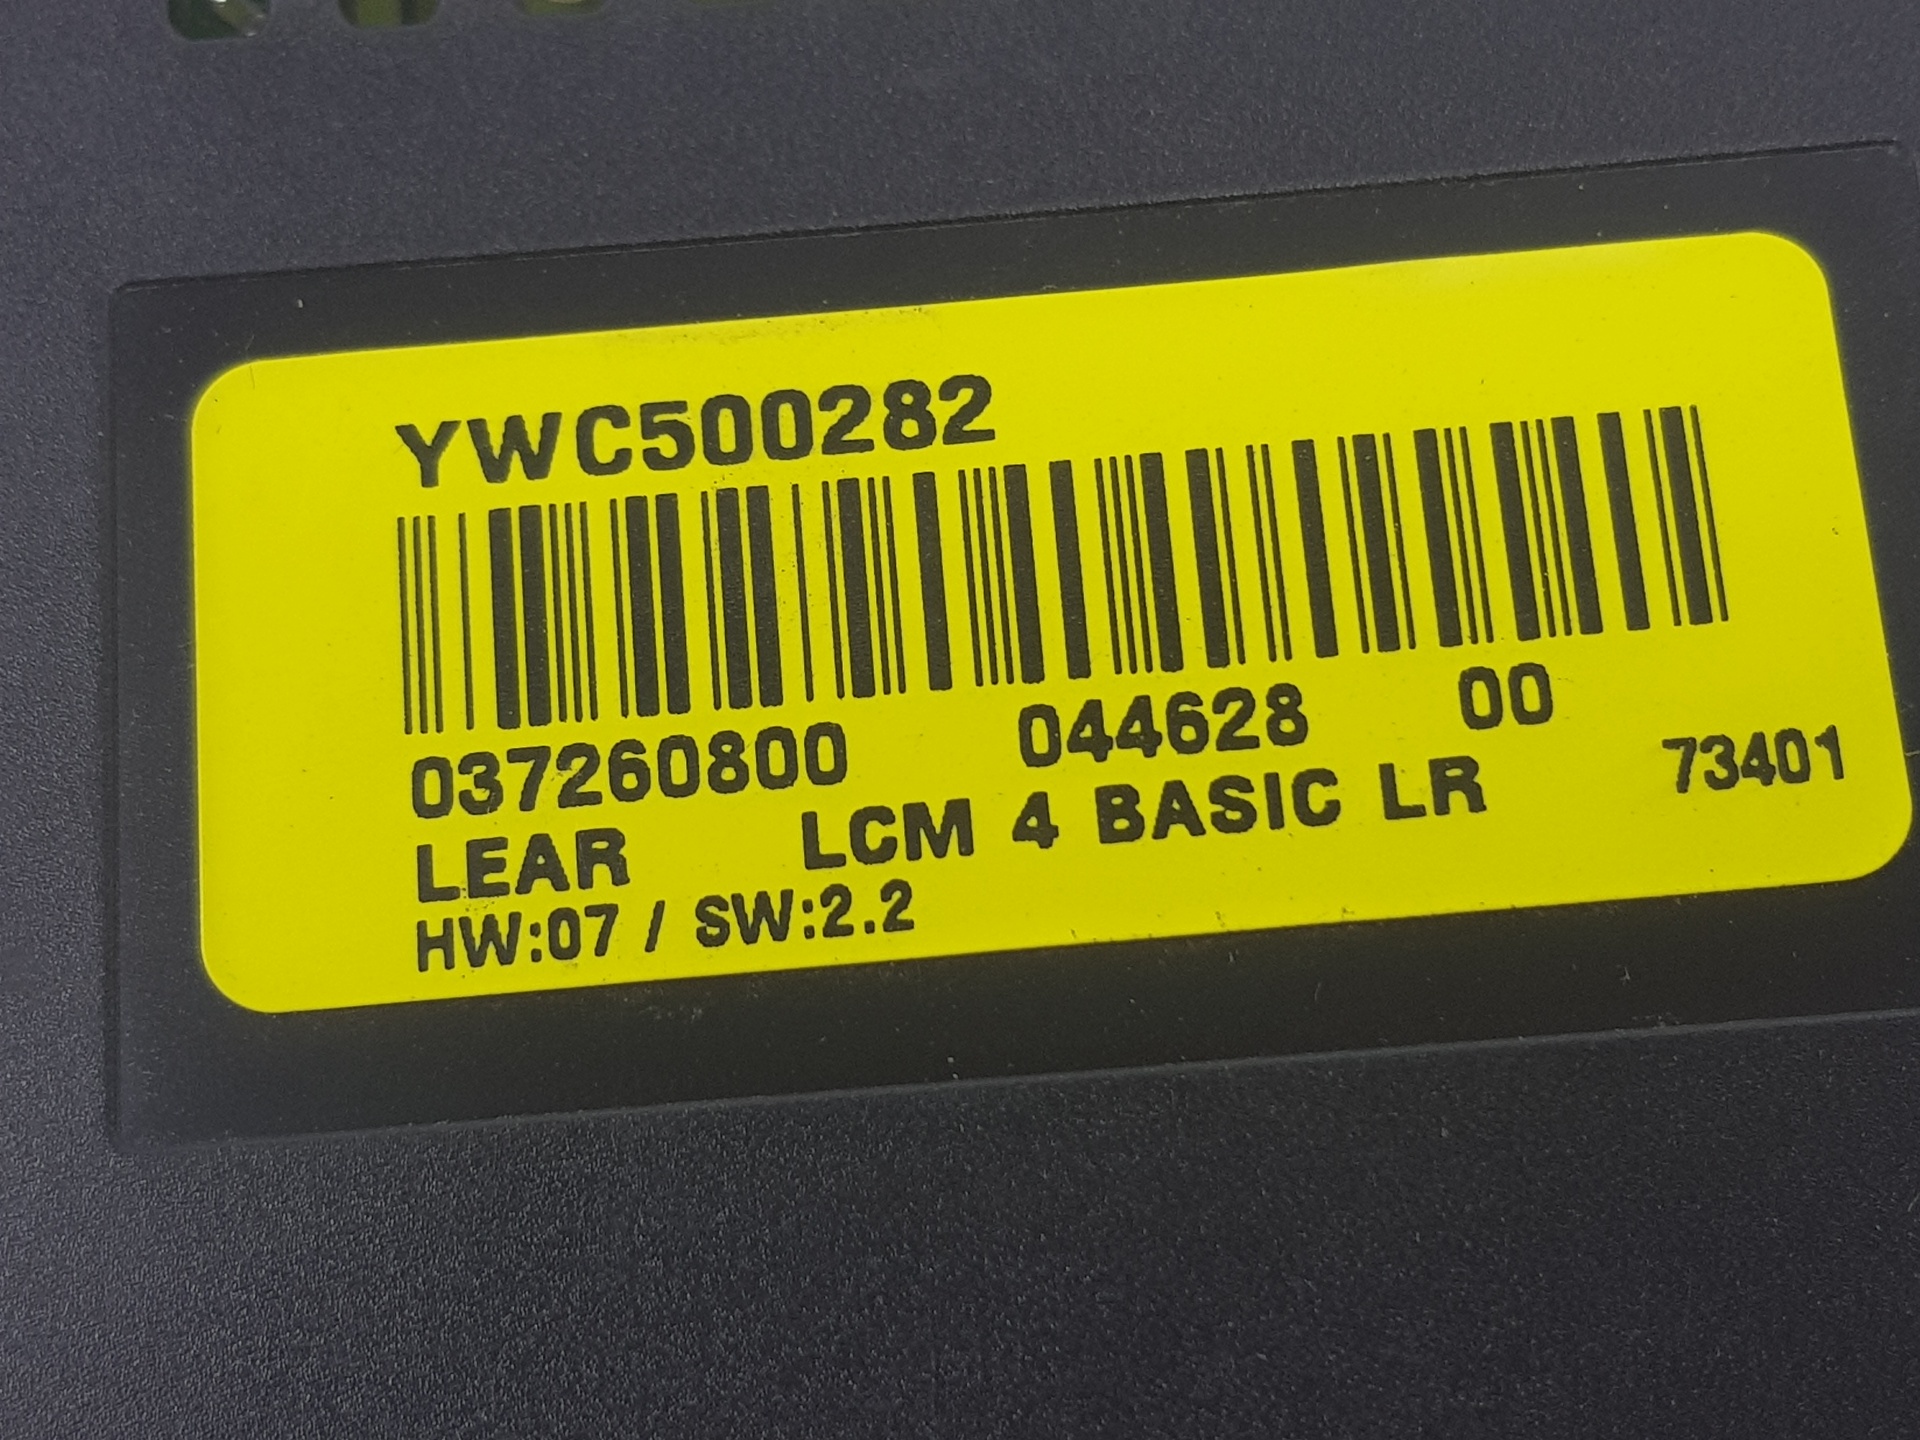 YWC500282
037260800 044628 00
LEAR LCM 4 BASIC LR 73401
HW:07 / SW:2.2